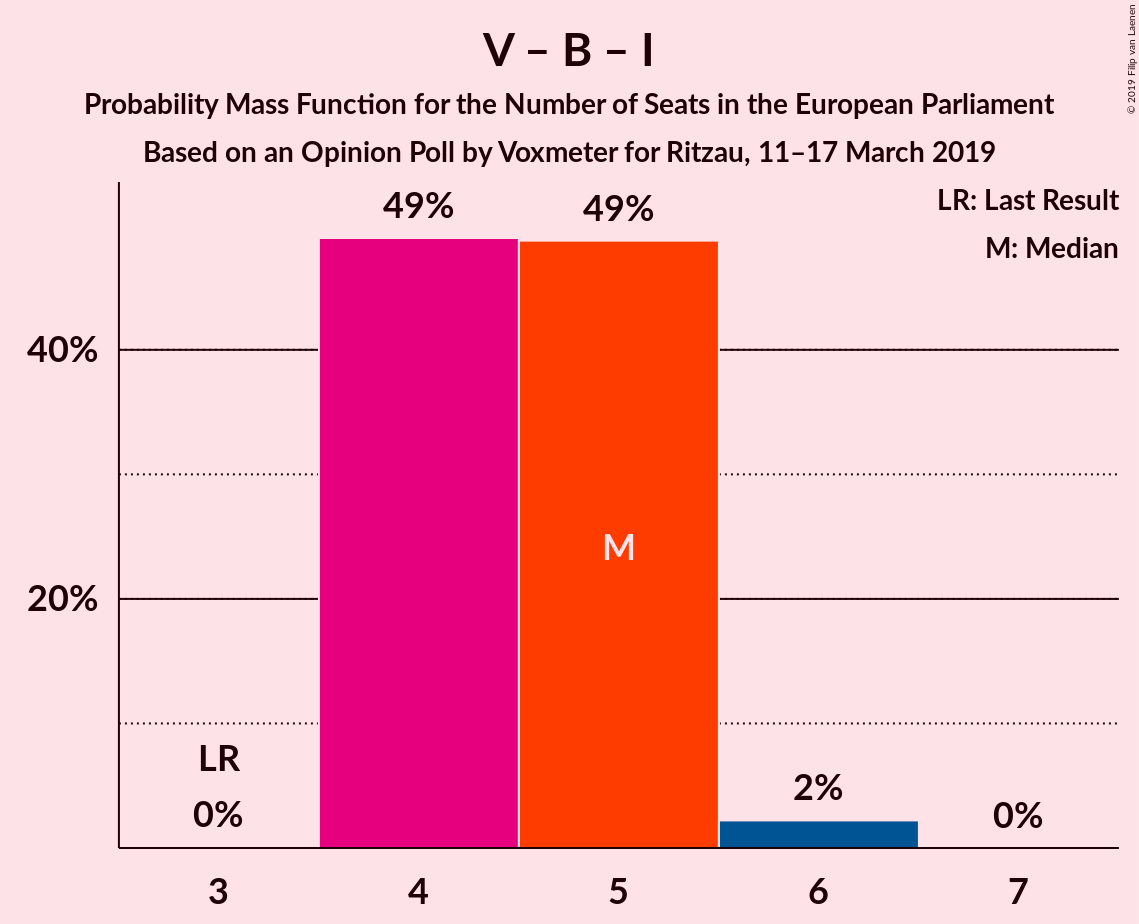 V – B – I
Probability Mass Function for the Number of Seats in the European Parliament
Based on an Opinion Poll by Voxmeter for Ritzau, 11–17 March 2019
© 2019 Filip van Laenen
LR: Last Result
M: Median
49%
49%
40%
M
20%
LR
0%
2%
0%
3
4
5
6
7